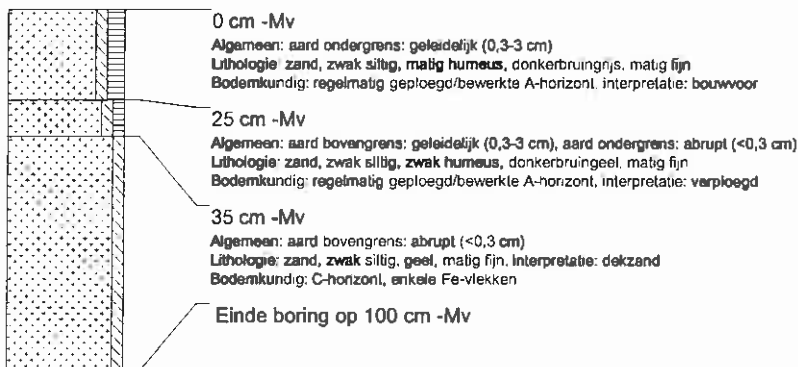 0 cm -Mv
Algemeen: aard ondergrens: geleidelijk (0,3-3 cm)
Lithologie: zand, zwak siltig, matig humeus, donkerbruingrijs, matig fijn
Bodemkundig: regelmatig geploegd/bewerkte A-horizont, interpretatie: bouwvoor
25 cm -Mv
Algemeen: aard bovengrens: geleidelijk (0,3-3 cm), aard ondergrens: abrupt (<0,3 cm)
Lithologie: zand, zwak siltig, zwak humeus, donkerbruingeel, matig fijn
Bodemkundig: regelmatig geploegd/bewerkte A-horizont, interpretatie: verploegd
35 cm -Mv
Algemeen: aard bovengrens: abrupt (<0,3 cm)
Lithologie: zand, zwak siltig, geel, matig fijn, interpretatie: dekzand
Bodemkundig: C-horizont, enkele Fe-vlekken
Einde boring op 100 cm -Mv